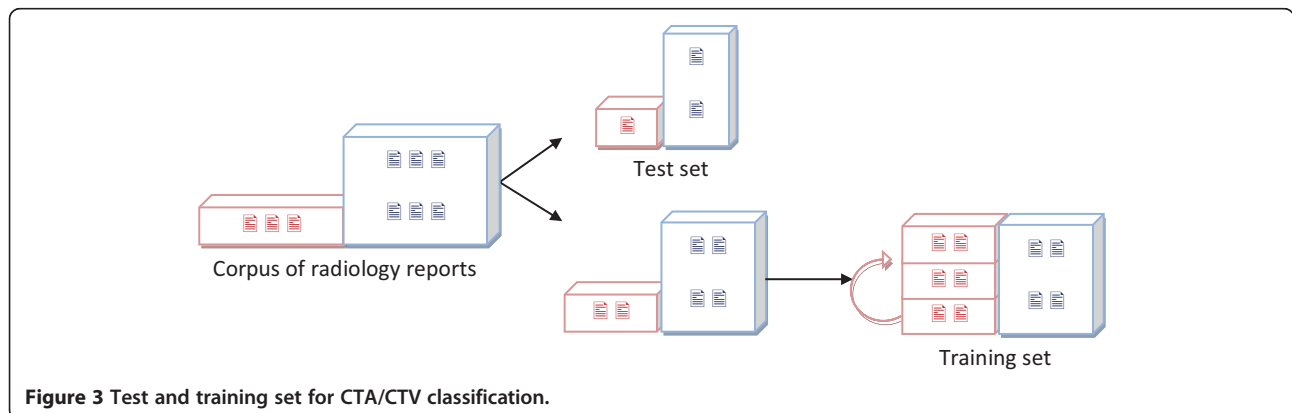 Test set
Corpus of radiology reports
Training set
Figure 3 Test and training set for CTA/CTV classification.